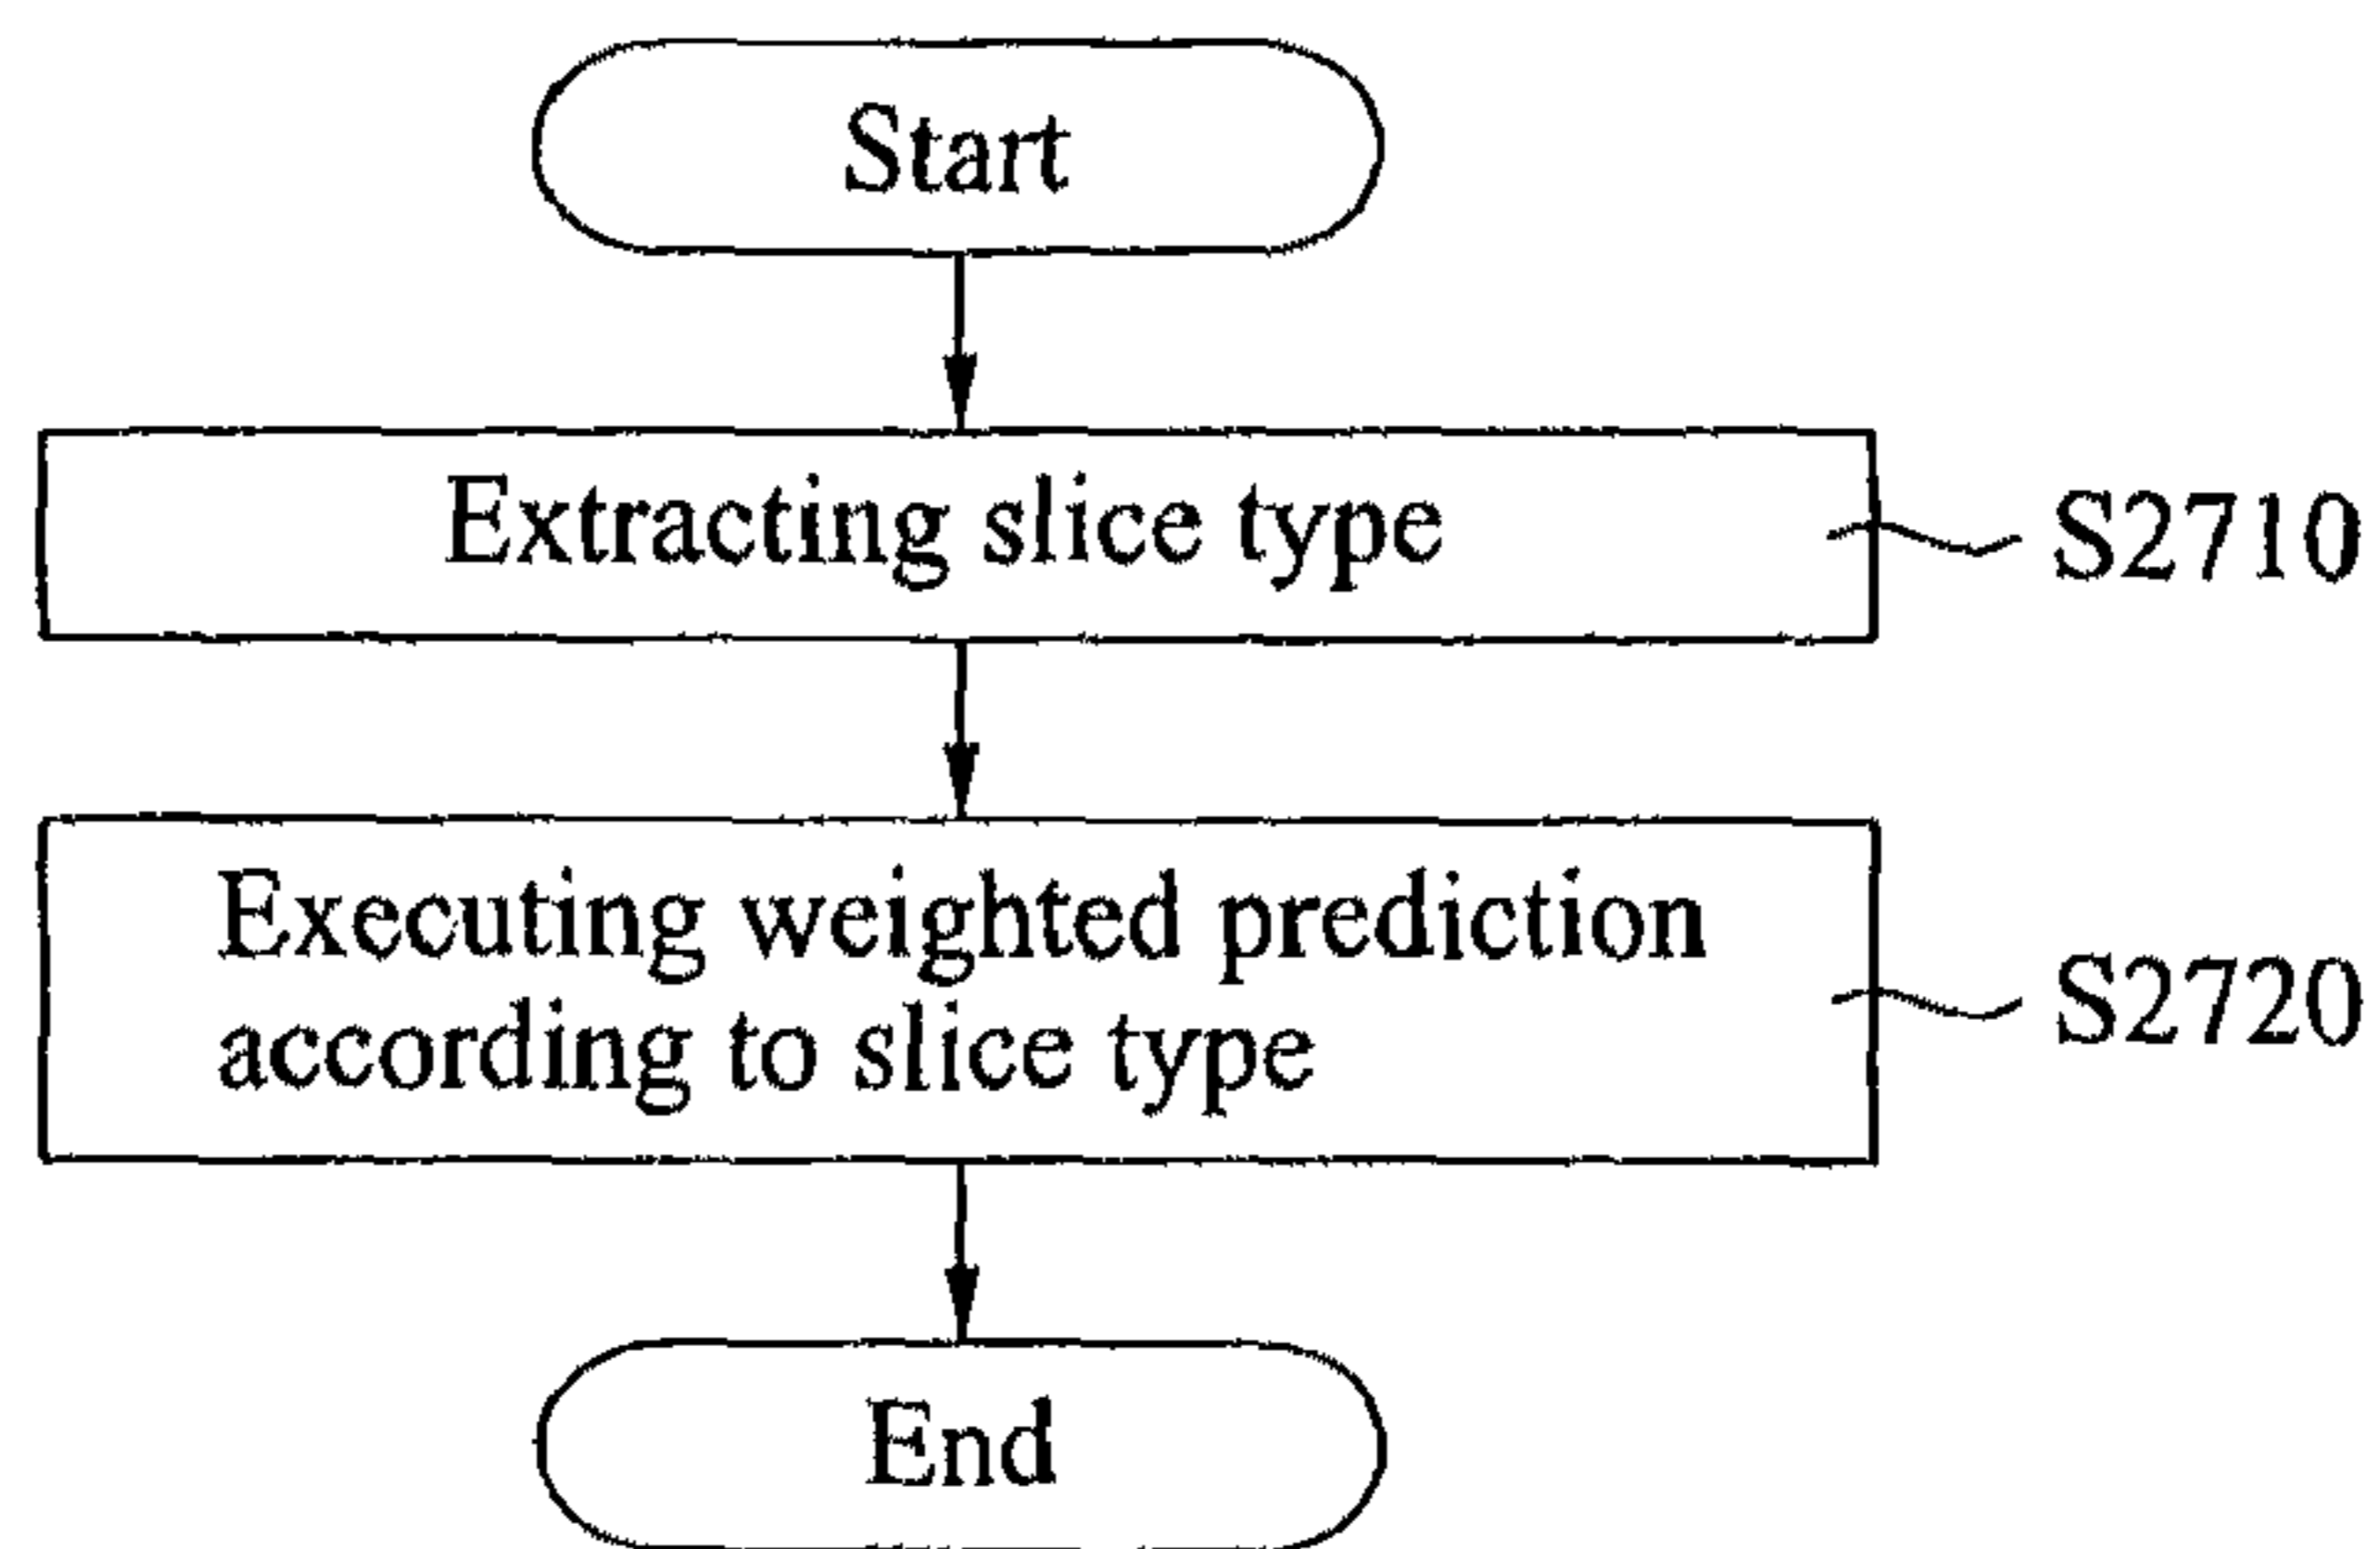 Start
Extracting slice type
S2710
Executing weighted prediction
according to slice type
S2720
End